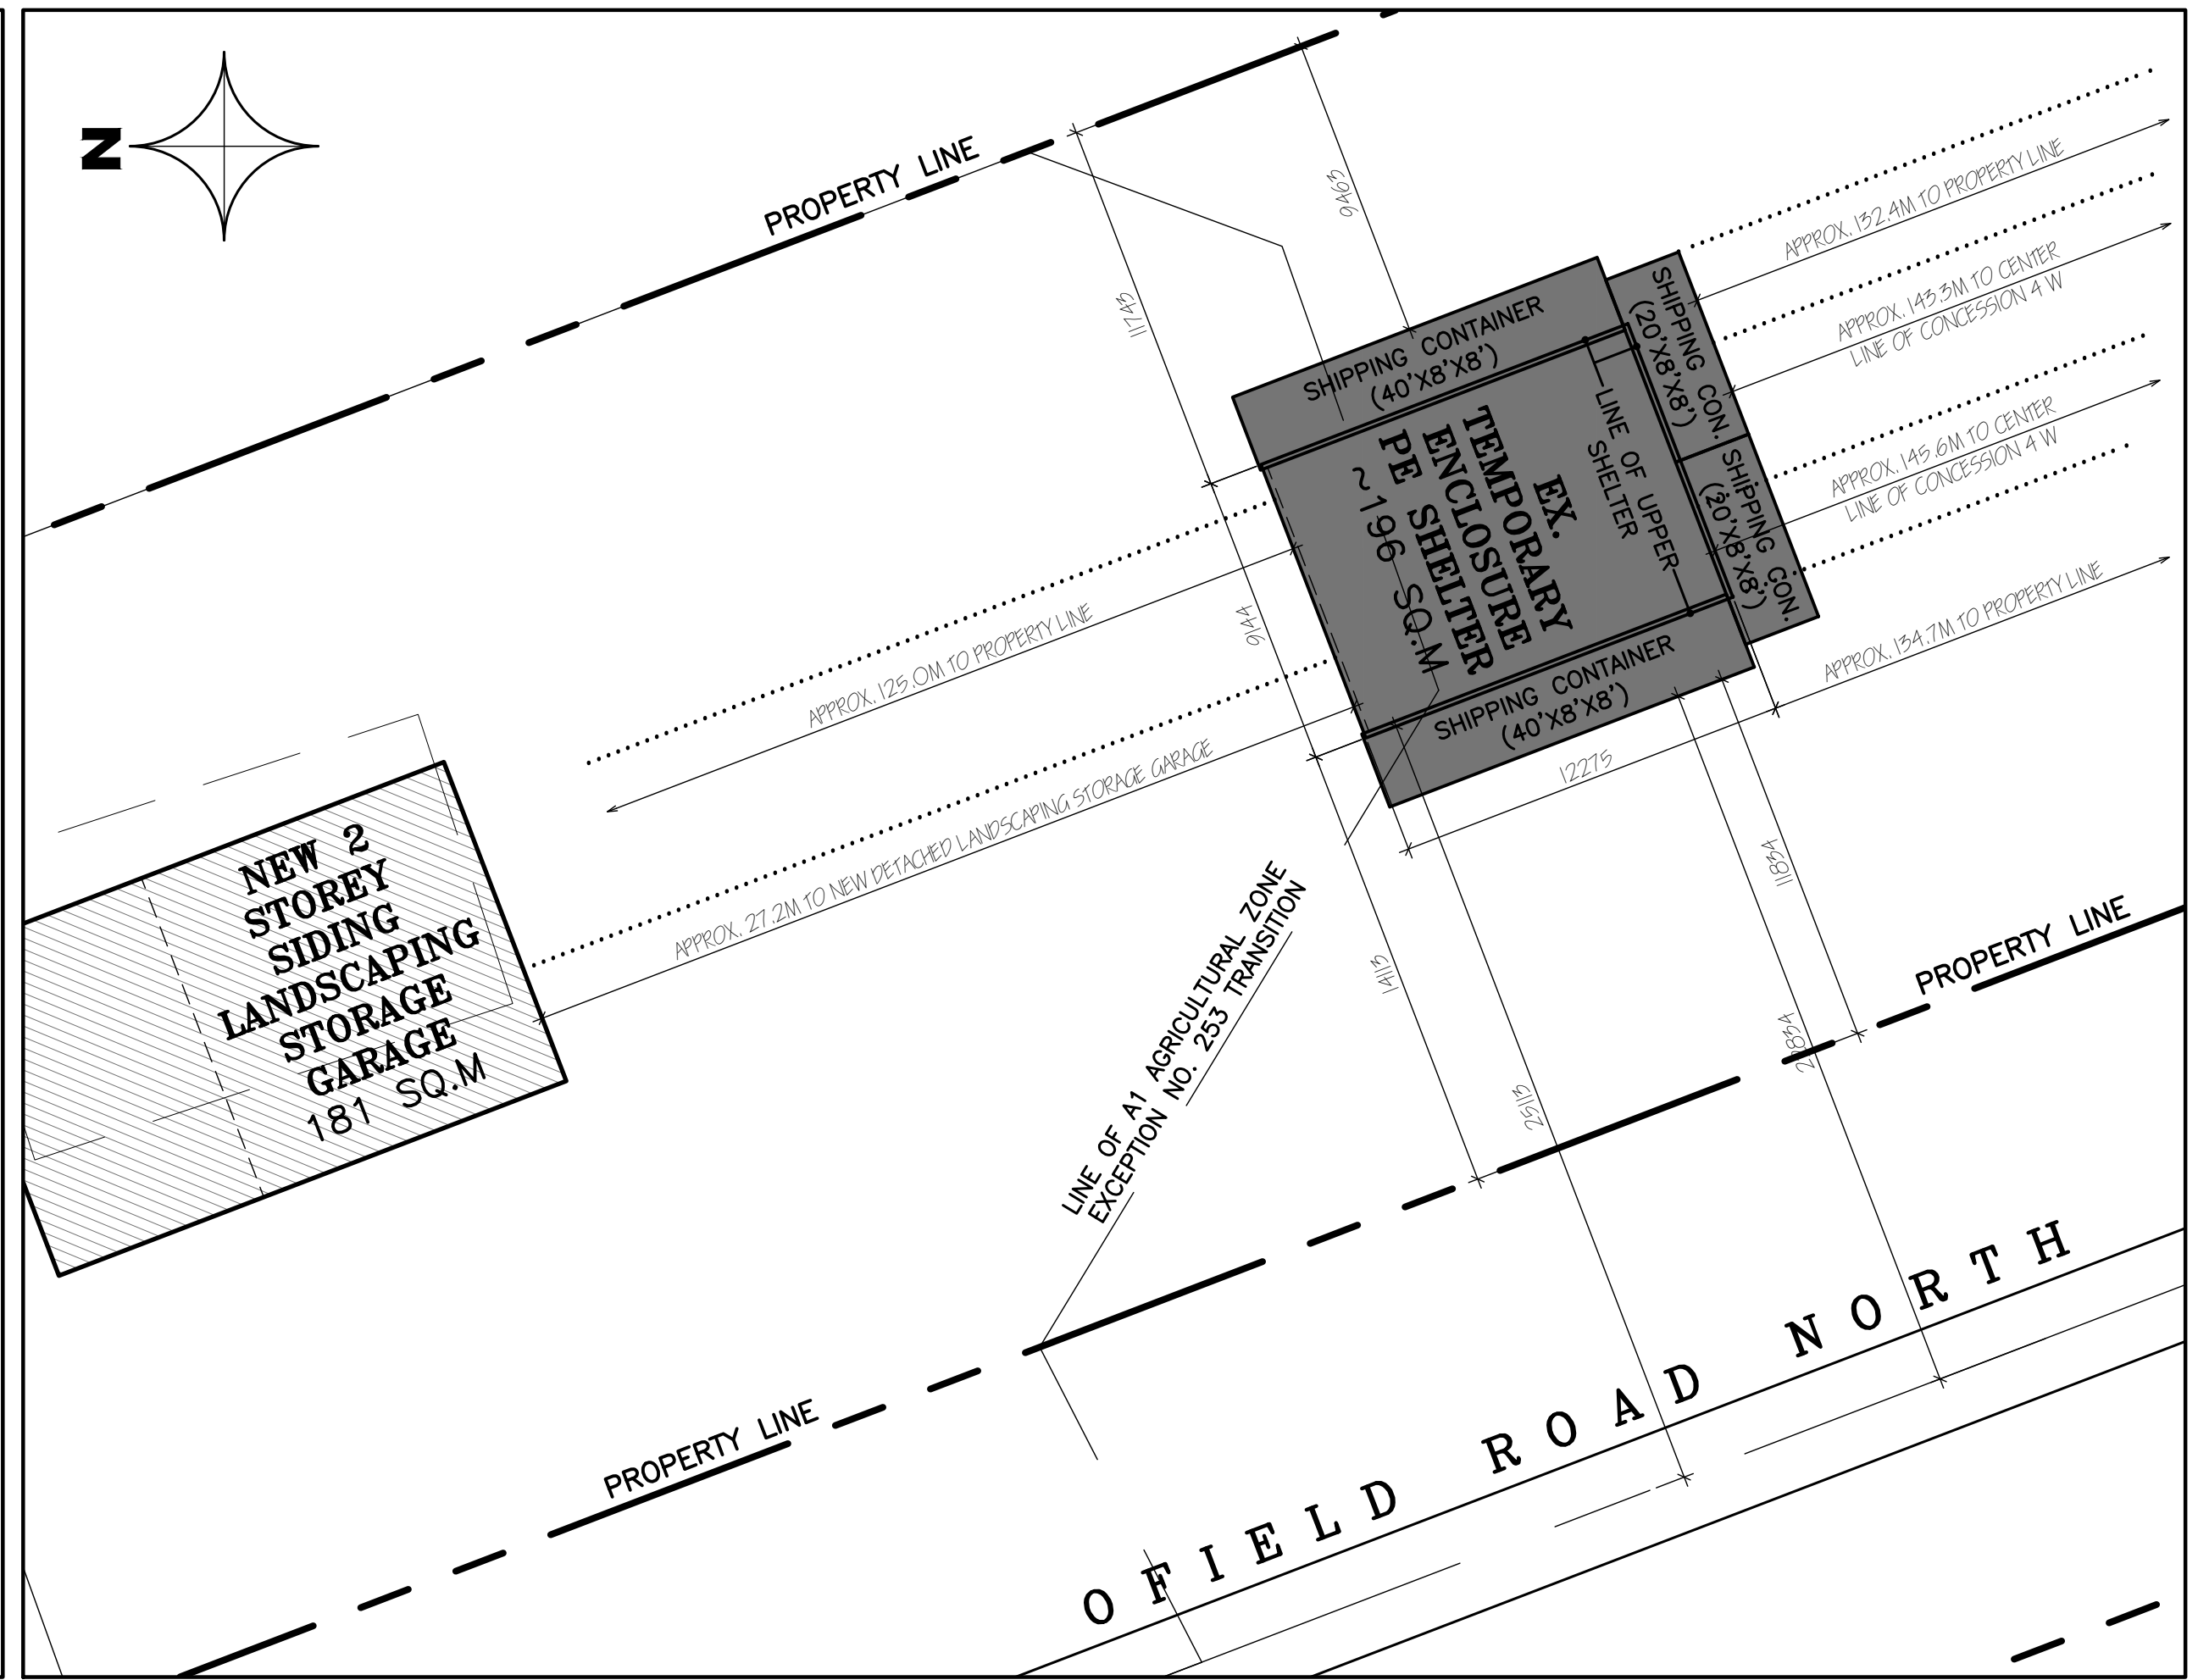 N
PROPERTY LINE
9463
11743
APPROX. 132.4M TO PROPERTY LINE
APPROX. 143.3M TO CENTER
LINE OF CONCESSION 4 W
APPROX. 145.6M TO CENTER
LINE OF CONCESSION 4 W
APPROX. 134.7M TO PROPERTY LINE
SHIPPING CONTAINER
(40'X8'X8')
SHIPPING CON.
(20'X8'X8')
SHIPPING CON.
(20'X8'X8')
LINE OF UPPER
SHELTER
EX.
TEMPORARY
ENCLOSURE
PE SHELTER
~196 SQ.M
SHIPPING CONTAINER
(40'X8'X8')
9144
12275
APPROX. 125.0M TO PROPERTY LINE
APPROX. 27.2M TO NEW DETACHED LANDSCAPING STORAGE GARAGE
NEW 2
STOREY
SIDING
LANDSCAPING
STORAGE
GARAGE
181 SQ.M
LINE OF A1 AGRICULTURAL ZONE
EXCEPTION NO. 253 TRANSITION
14113
25113
11834
22834
PROPERTY LINE
PROPERTY LINE
OFIELD ROAD NORTH